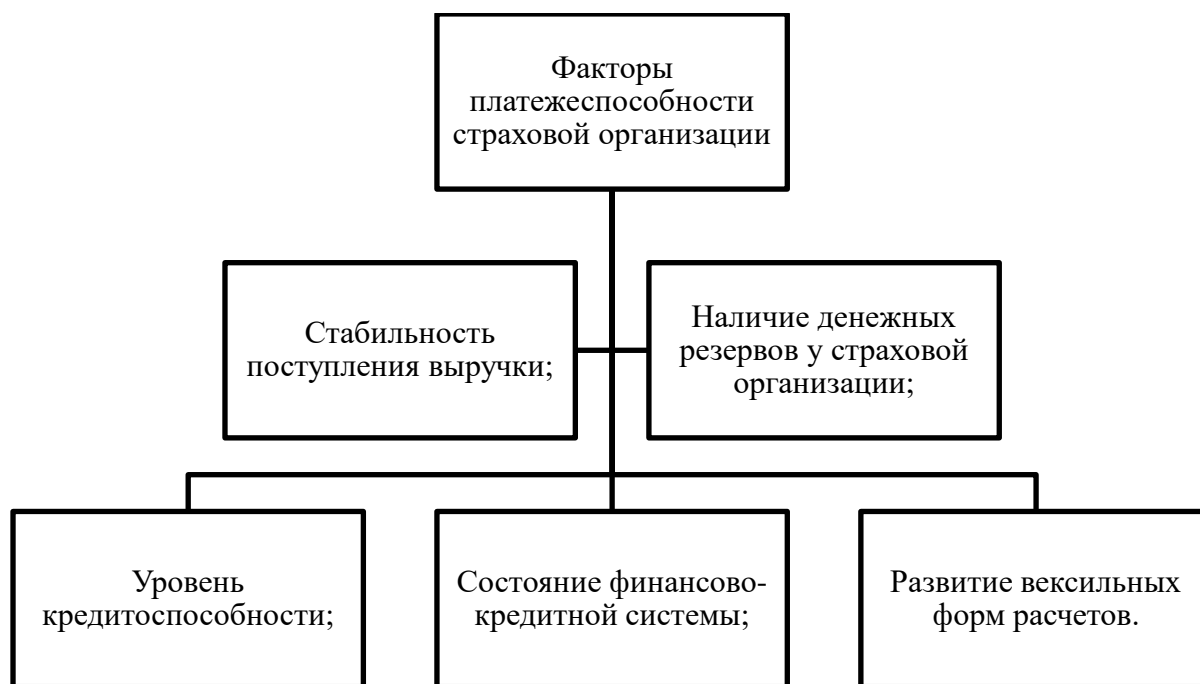 Факторы
платежеспособности
страховой организации
Стабильность
поступления выручки;
Наличие денежных
резервов у страховой
организации;
Уровень
кредитоспособности;
Состояние финансово-
кредитной системы;
Развитие вексильных
форм расчетов.